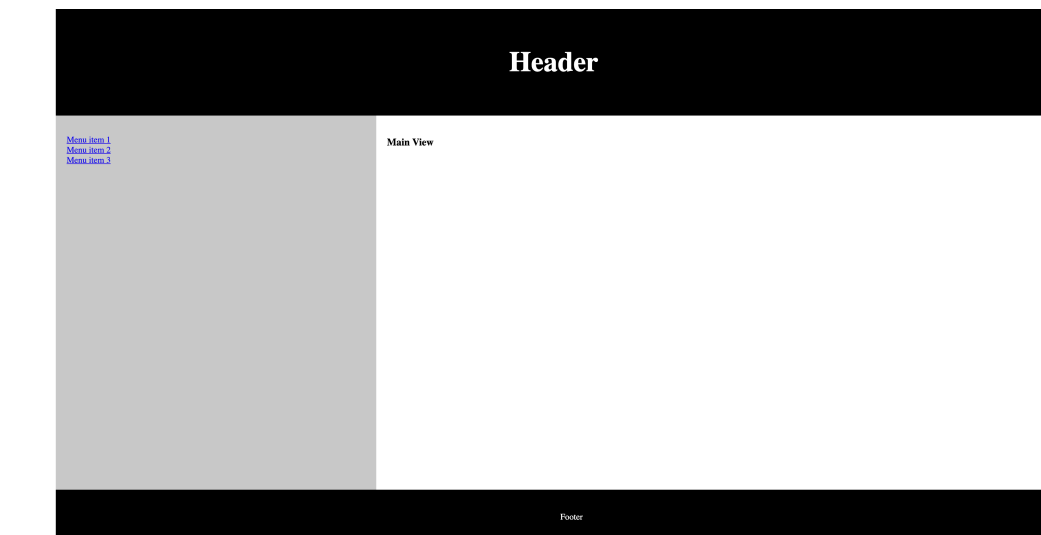 Header
Menu item 1
Menu item 2
Menu item 3
Main View
Footer